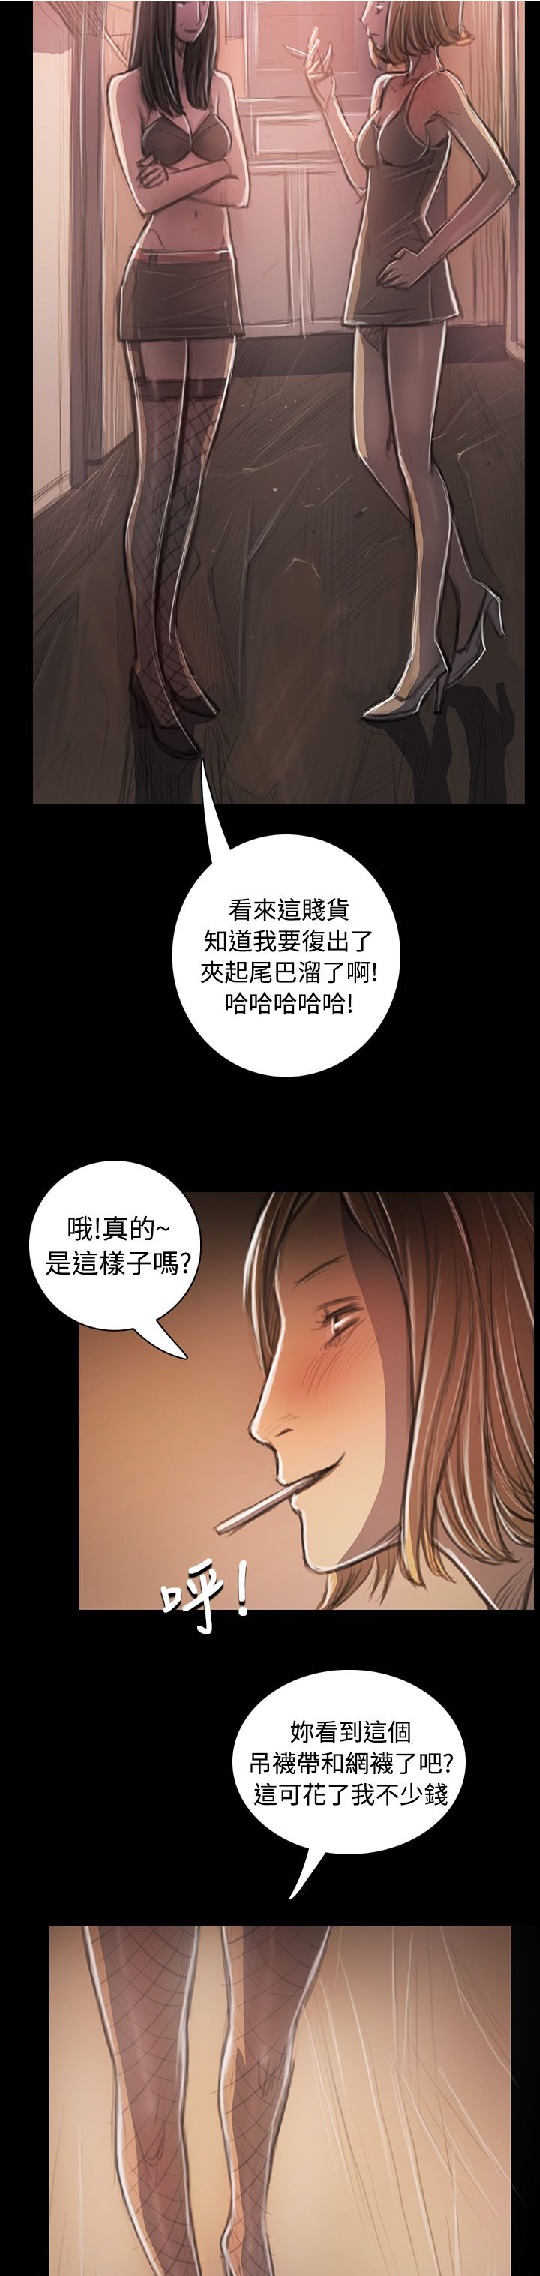 看來這賤貨
知道我要復出了
夾起尾巴溜了啊!
哈哈哈哈哈!
哦!真的~
是這樣子嗎?
呼!
妳看到這個
吊襪帶和網襪了吧?
這可花了我不少錢